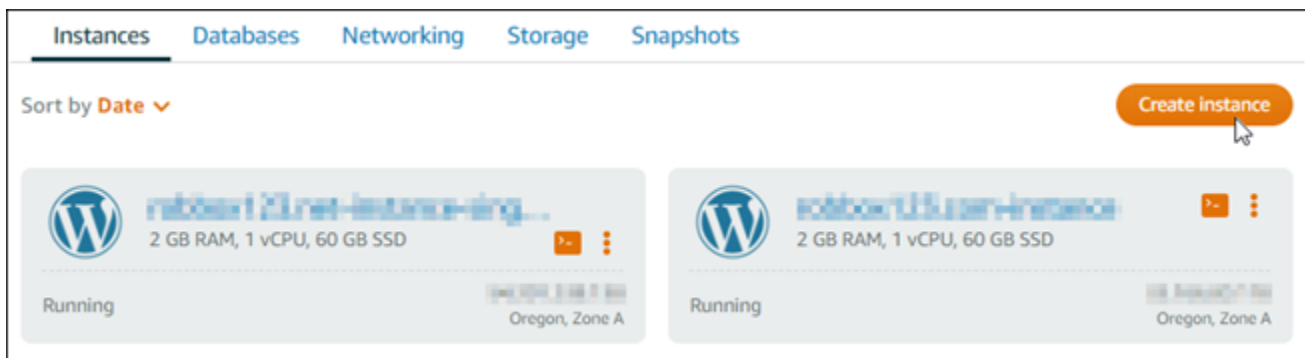 Instances Databases Networking Storage Snapshots
Sort by Date
Create instance
2 GB RAM, 1 vCPU, 60 GB SSD
Running
Oregon, Zone A
2 GB RAM, 1 vCPU, 60 GB SSD
Running
Oregon, Zone A